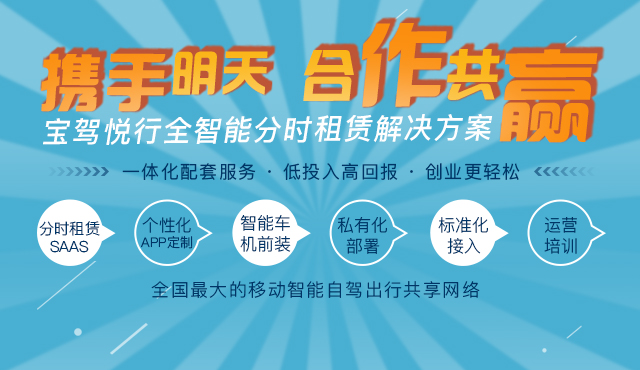 携手明天 合作共赢
宝驾悦行全智能分时租赁解决方案
一体化配套服务 · 低投入高回报 · 创业更轻松
分时租赁
SAAS
个性化
APP定制
智能车
机前装
私有化
部署
标准化
接入
运营
培训
全国最大的移动智能自驾出行共享网络